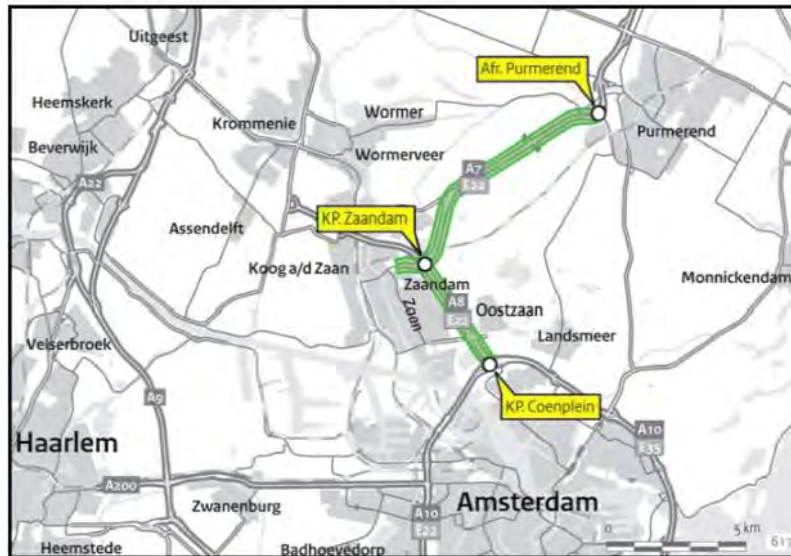 Uitgeest
Afr. Purmerend
Heemskerk
Wormer
Krommenie
Purmerend
Beverwijk
Wormerveer
A7
E22
A22
KP. Zaandam
Assendelft
Koog a/d Zaan
Zaandam
Monnickendam
Zaan
A8
E22
Oostzaan
Landsmeer
Velserbroek
KP. Coenplein
A9
A10
E35
Haarlem
A200
Zwanenburg
A10
E22
Amsterdam
0
5 km
Heemstede
Badhoevedorp
617